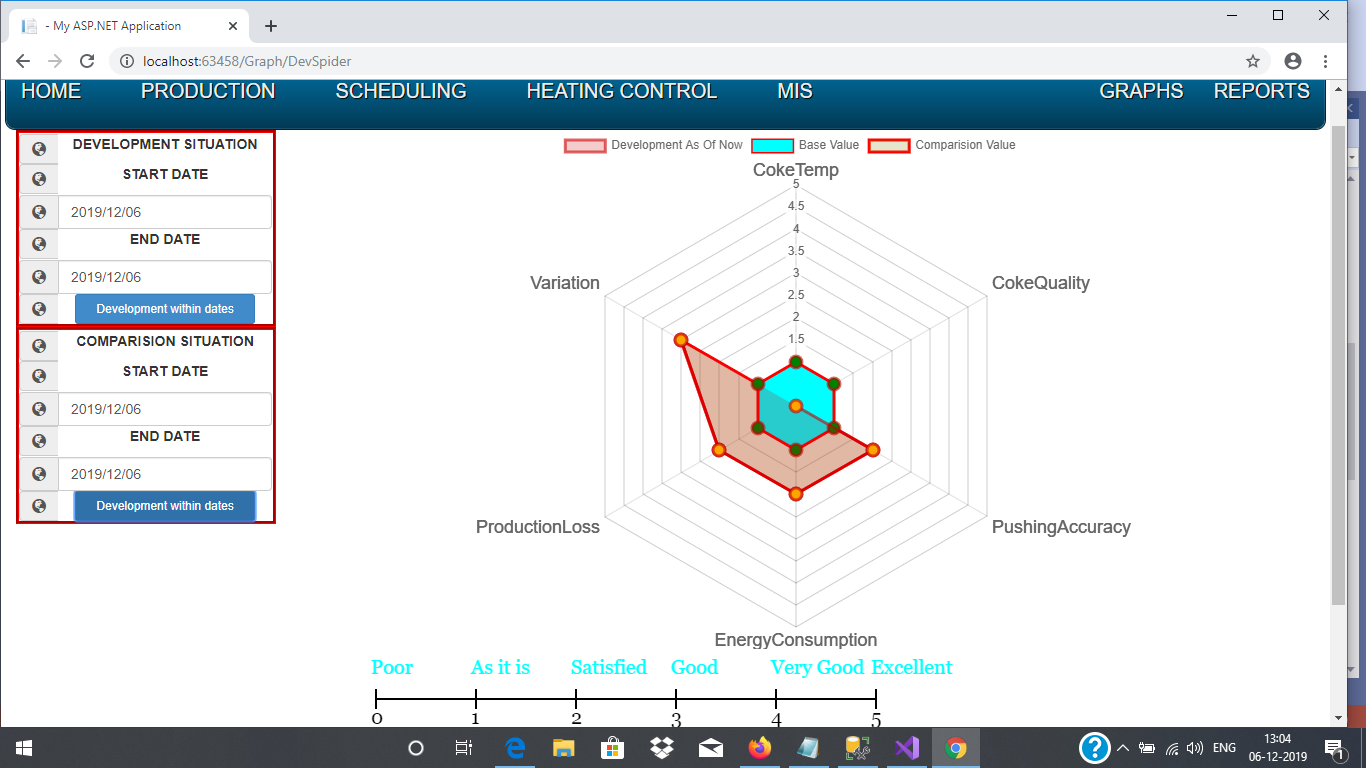 - My ASP.NET Application
localhost:63458/Graph/DevSpider
HOME PRODUCTION SCHEDULING HEATING CONTROL MIS GRAPHS REPORTS
DEVELOPMENT SITUATION
START DATE
2019/12/06
END DATE
2019/12/06
Development within dates
COMPARISION SITUATION
START DATE
2019/12/06
END DATE
2019/12/06
Development within dates
Development As Of Now Base Value Comparision Value
CokeTemp
5
4.5
4
3.5
3
2.5
2
1.5
Variation
CokeQuality
ProductionLoss
PushingAccuracy
EnergyConsumption
Poor As it is Satisfied Good Very Good Excellent
0 1 2 3 4 5
ENG
13:04
06-12-2019
1